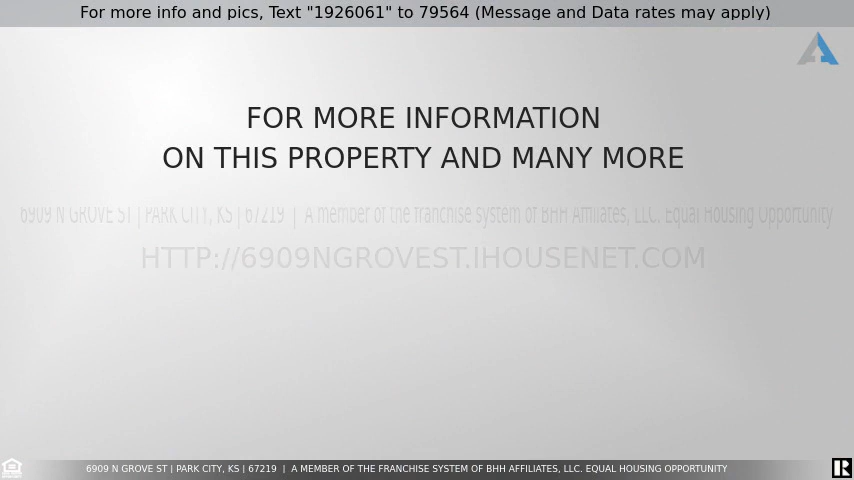 For more info and pics, Text "1926061" to 79564 (Message and Data rates may apply)
FOR MORE INFORMATION
ON THIS PROPERTY AND MANY MORE
6909 N GROVE ST | PARK CITY, KS | 67219 | A member of the franchise system of BHH Affiliates, LLC. Equal Housing Opportunity
HTTP://6909NGROVEST.IHOUSENET.COM
6909 N GROVE ST | PARK CITY, KS | 67219 | A MEMBER OF THE FRANCHISE SYSTEM OF BHH AFFILIATES, LLC. EQUAL HOUSING OPPORTUNITY